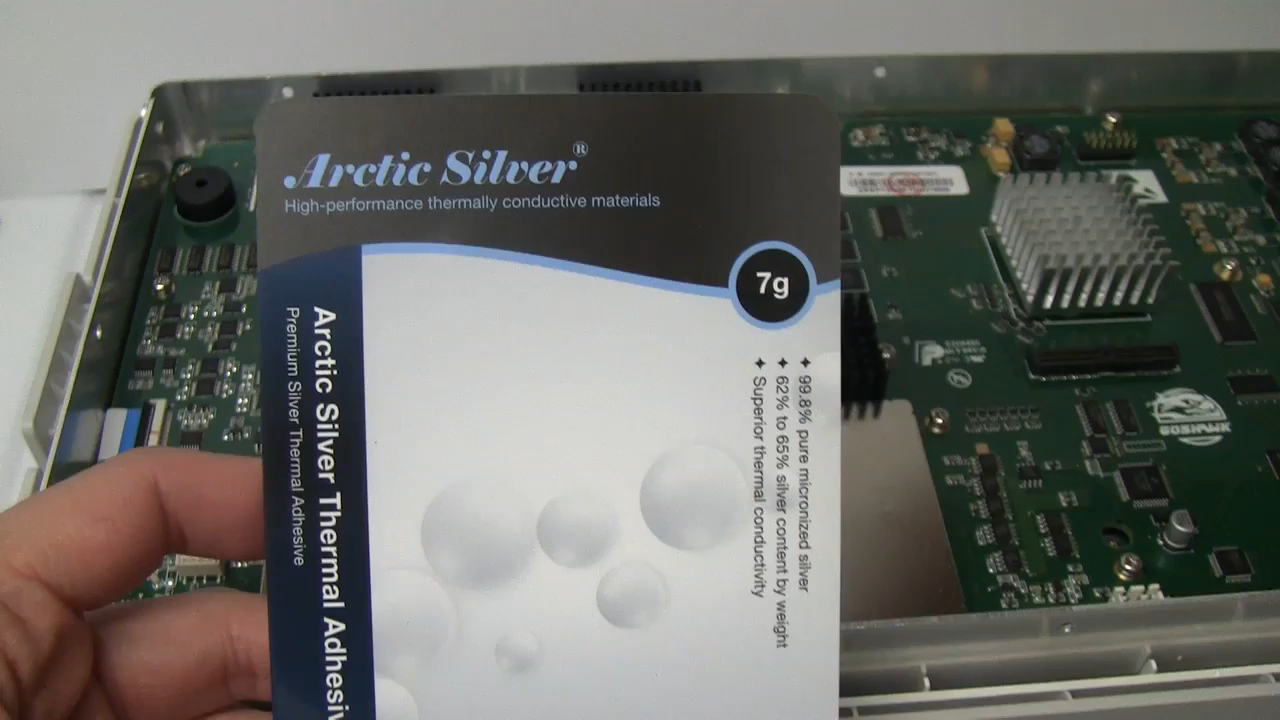 Arctic Silver®
High-performance thermally conductive materials
7g
Arctic Silver Thermal Adhesiv
Premium Silver Thermal Adhesive
✦ 99.8% pure micronized silver
✦ 62% to 65% silver content by weight
✦ Superior thermal conductivity
GOSHAWK